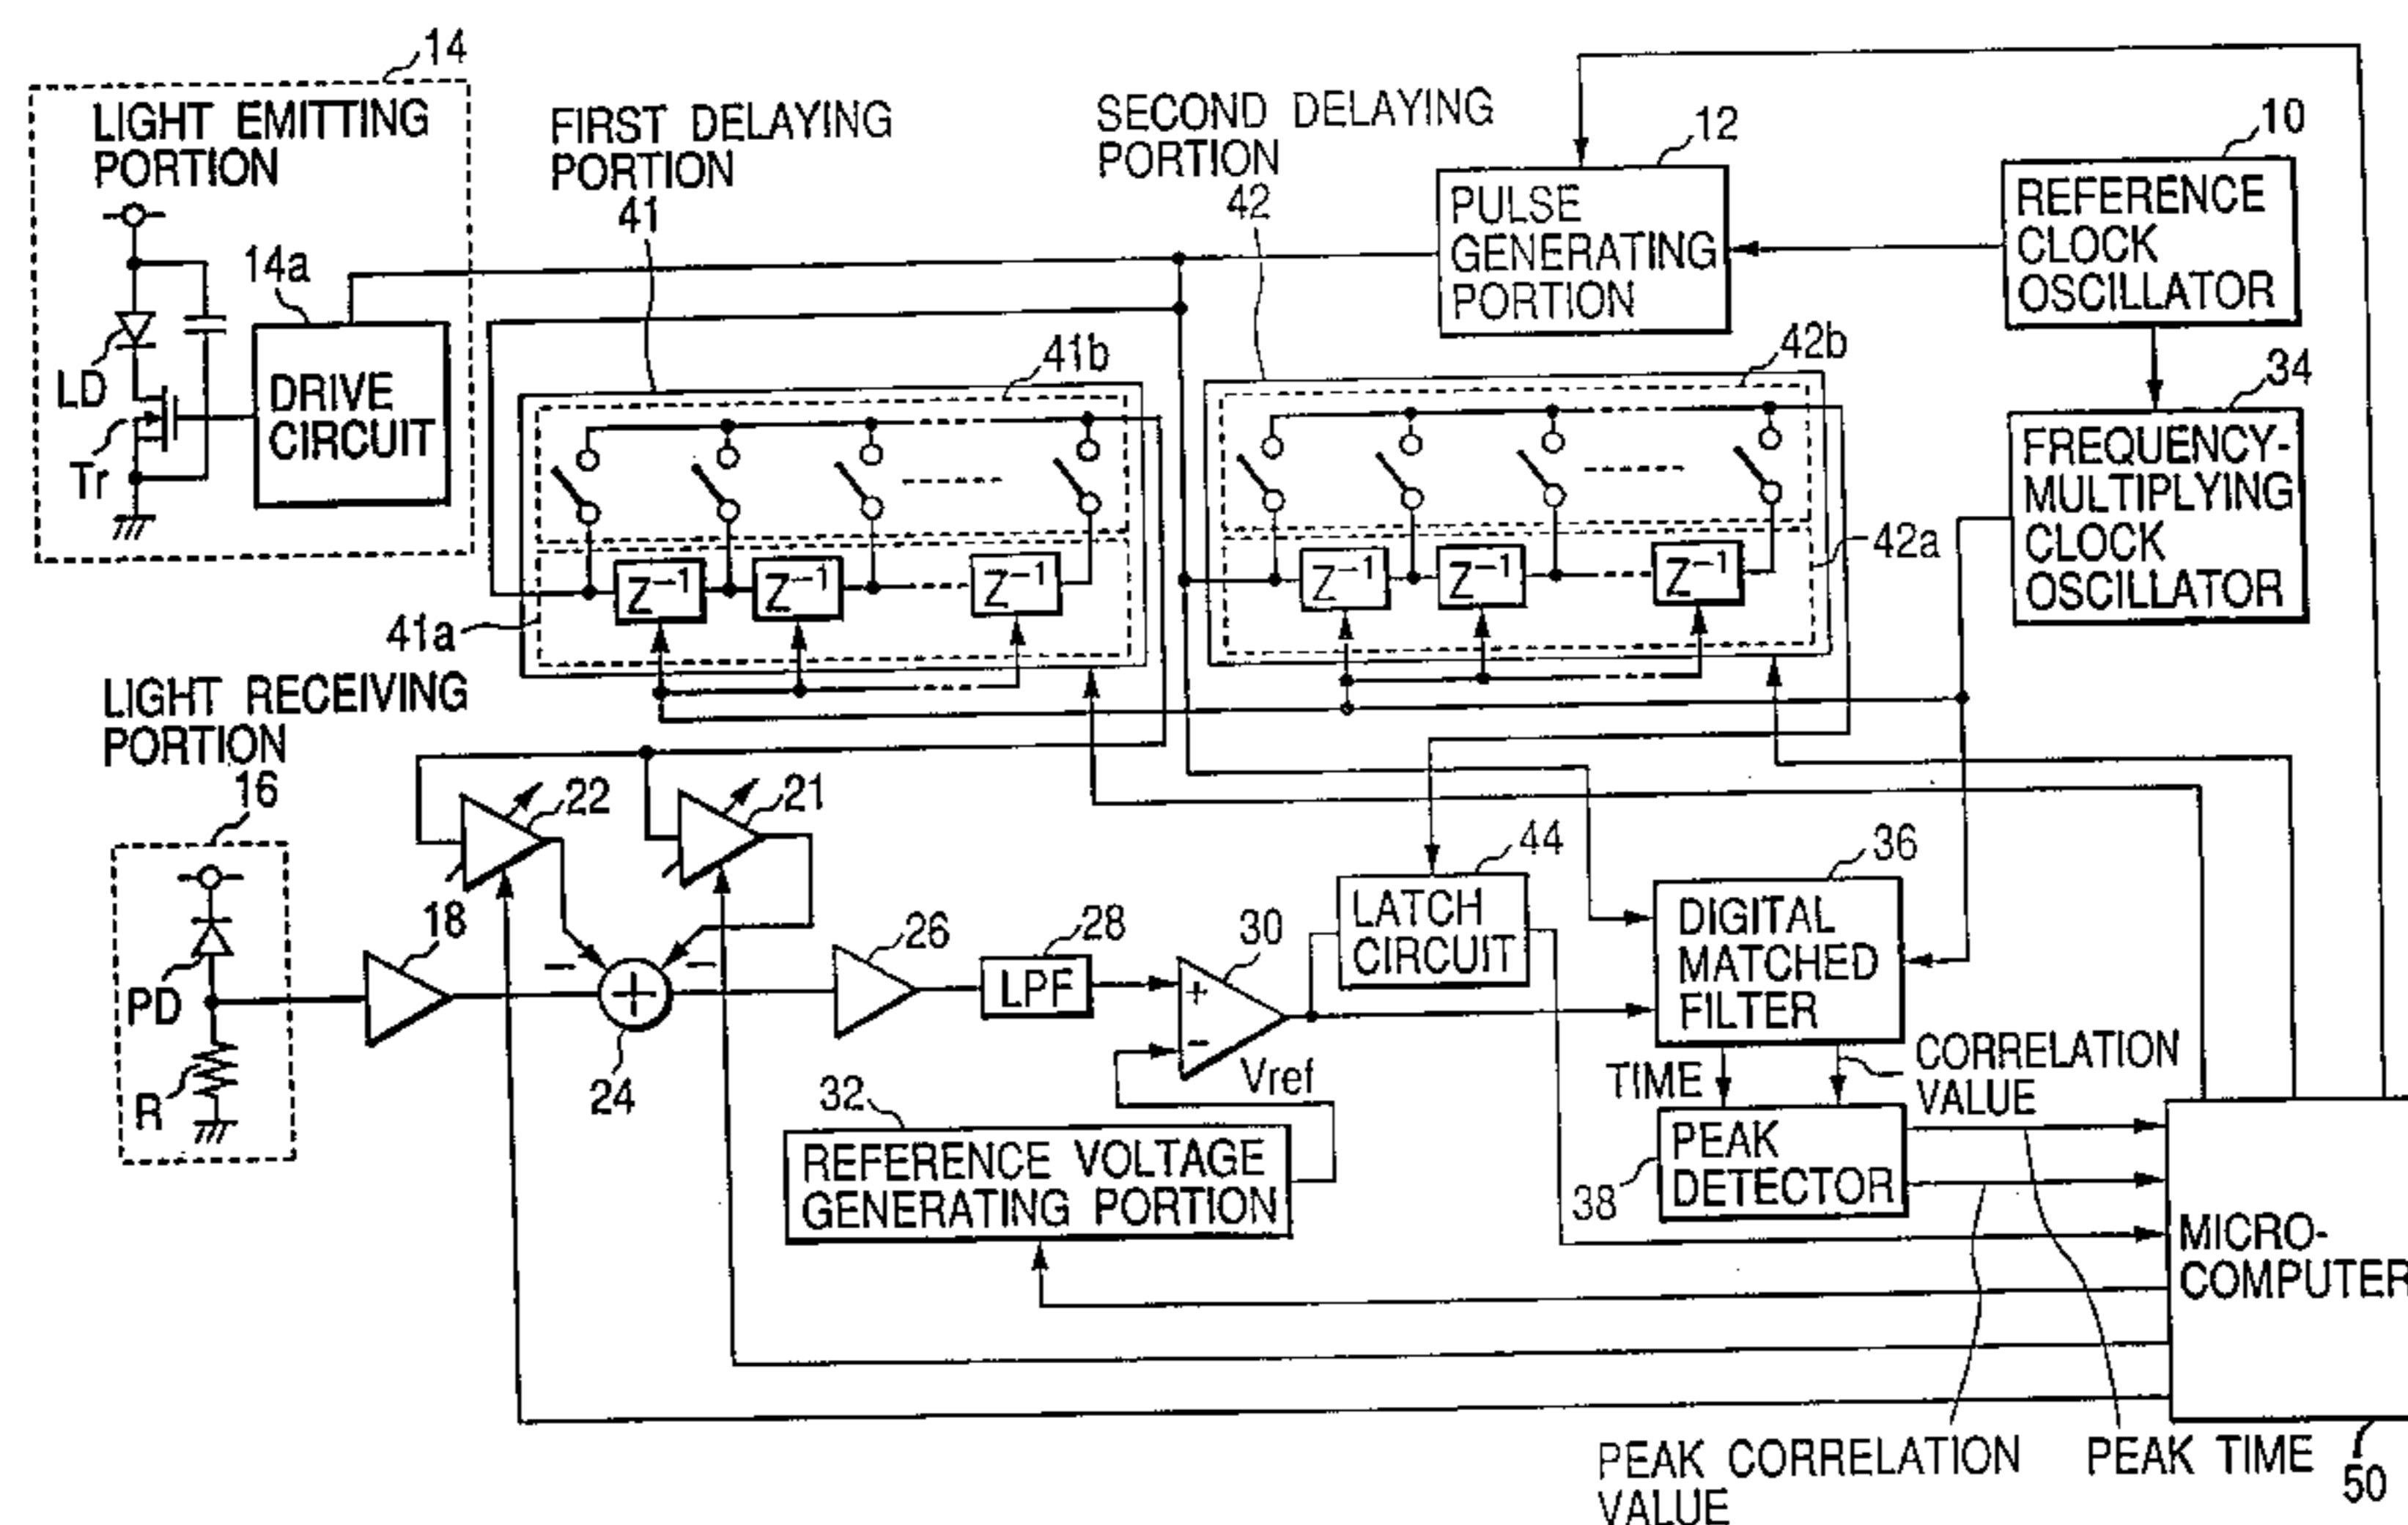 14
LIGHT EMITTING
PORTION
14a
LD
Tr
DRIVE
CIRCUIT
FIRST DELAYING
PORTION
41
41b
Z⁻¹
Z⁻¹
Z⁻¹
41a
SECOND DELAYING
PORTION
42
42b
Z⁻¹
Z⁻¹
Z⁻¹
42a
12
PULSE
GENERATING
PORTION
10
REFERENCE
CLOCK
OSCILLATOR
34
FREQUENCY-
MULTIPLYING
CLOCK
OSCILLATOR
LIGHT RECEIVING
PORTION
16
PD
R
18
22
21
−
−
+
24
26
28
LPF
30
+
−
Vref
32
REFERENCE VOLTAGE
GENERATING PORTION
44
LATCH
CIRCUIT
36
DIGITAL
MATCHED
FILTER
TIME
CORRELATION
VALUE
38
PEAK
DETECTOR
MICRO-
COMPUTER
PEAK CORRELATION
VALUE
PEAK TIME
50